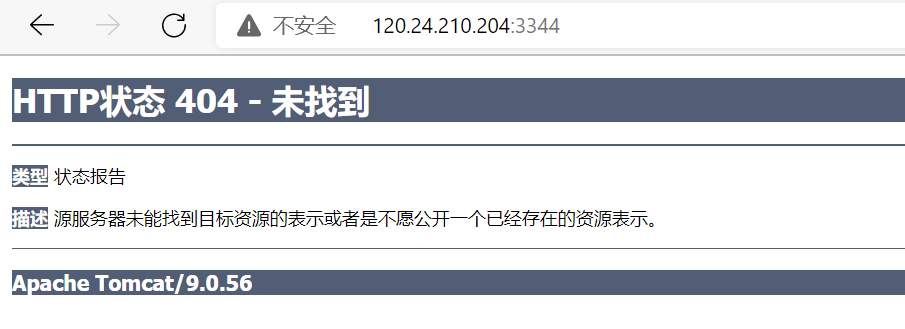 不安全 120.24.210.204:3344
HTTP状态 404 - 未找到
类型 状态报告
描述 源服务器未能找到目标资源的表示或者是不愿公开一个已经存在的资源表示。
Apache Tomcat/9.0.56